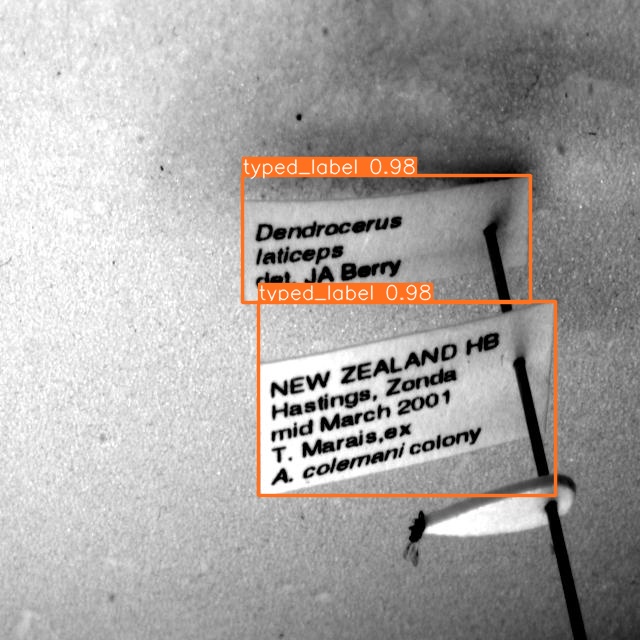 typed_label 0.98
Dendrocerus
laticeps
det. JA Berry
typed_label 0.98
NEW ZEALAND HB
Hastings, Zonda
mid March 2001
T. Marais,ex
A. colemani colony